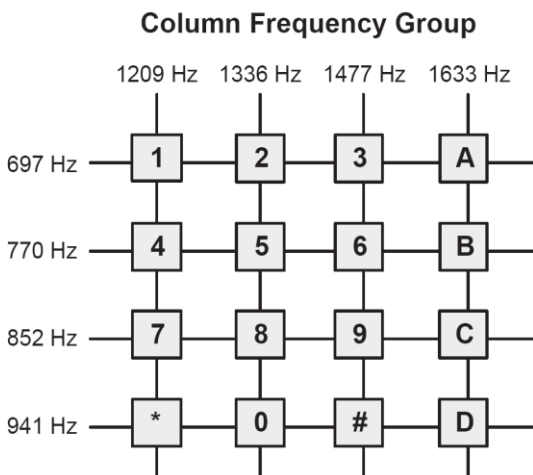 Column Frequency Group
1209 Hz 1336 Hz 1477 Hz 1633 Hz
697 Hz 1 2 3 A
770 Hz 4 5 6 B
852 Hz 7 8 9 C
941 Hz * 0 # D